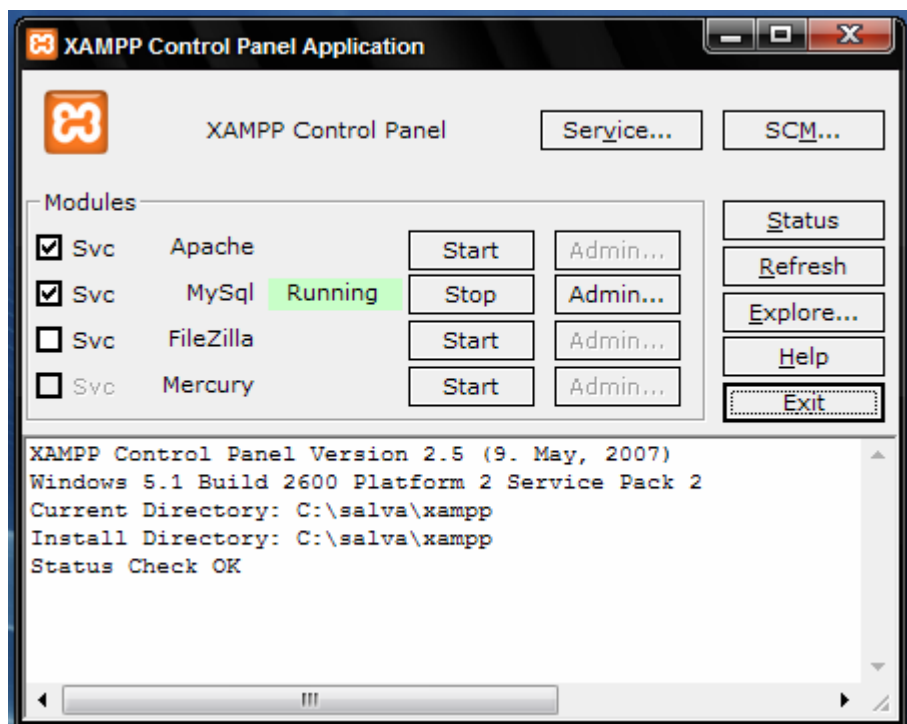 XAMPP Control Panel Application
XAMPP Control Panel Service... SCM...
Modules
Svc Apache Start Admin...
Svc MySql Running Stop Admin...
Svc FileZilla Start Admin...
Svc Mercury Start Admin...
Status
Refresh
Explore...
Help
Exit
XAMPP Control Panel Version 2.5 (9. May, 2007)
Windows 5.1 Build 2600 Platform 2 Service Pack 2
Current Directory: C:\salva\xampp
Install Directory: C:\salva\xampp
Status Check OK